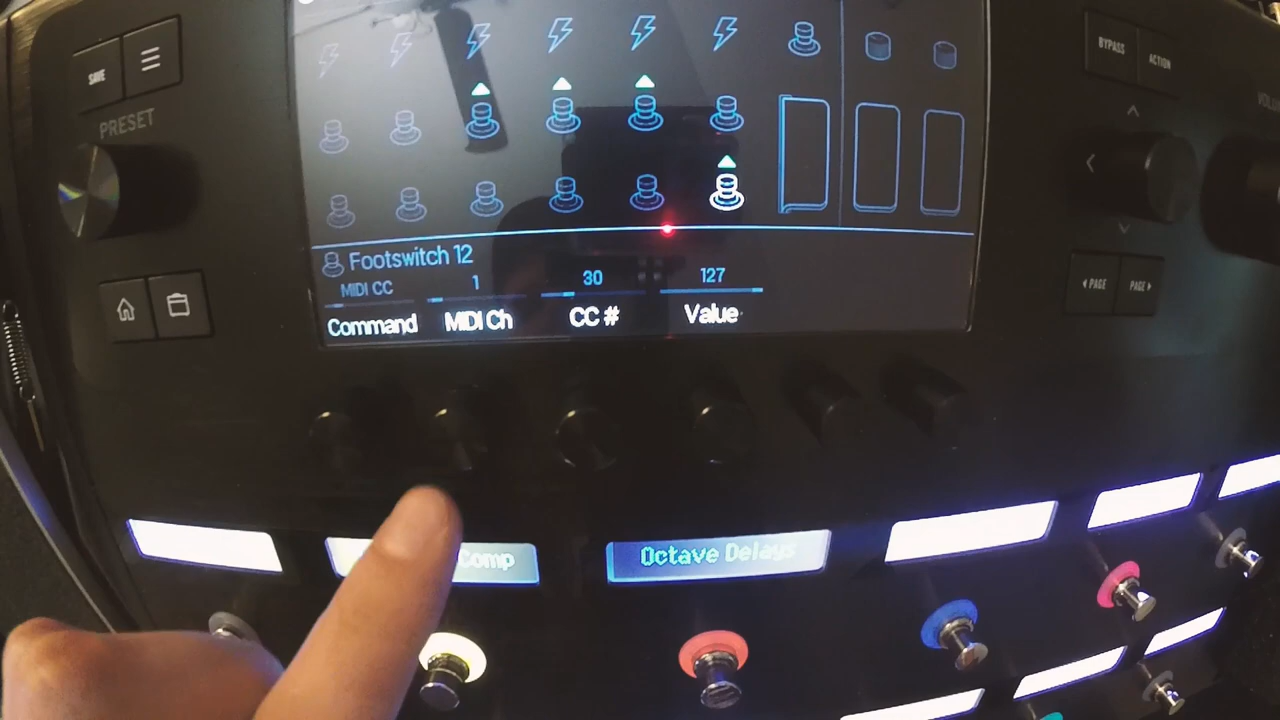 SAVE
PRESET
BYPASS
ACTION
VOLU
Footswitch 12
MIDI CC 1 30 127
Command MIDI Ch CC # Value
PAGE PAGE
Comp
Octave Delays